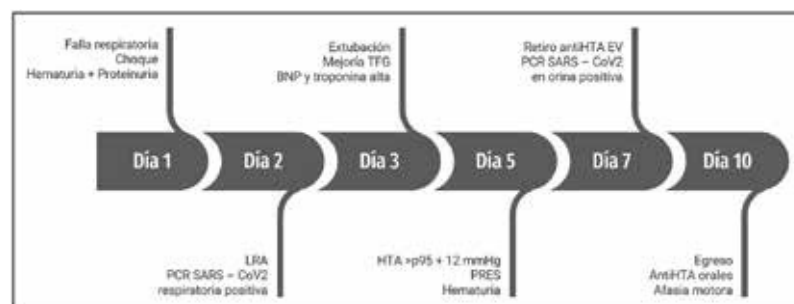 Falla respiratoria
Choque
Hematuria + Proteinuria
Extubación
Mejoría TFG
BNP y troponina alta
Retiro antiHTA EV
PCR SARS – CoV2
en orina positiva
Día 1
Día 2
Día 3
Día 5
Día 7
Día 10
LRA
PCR SARS – CoV2
respiratoria positiva
HTA >p95 + 12 mmHg
PRES
Hematuria
Egreso
AntiHTA orales
Afasia motora